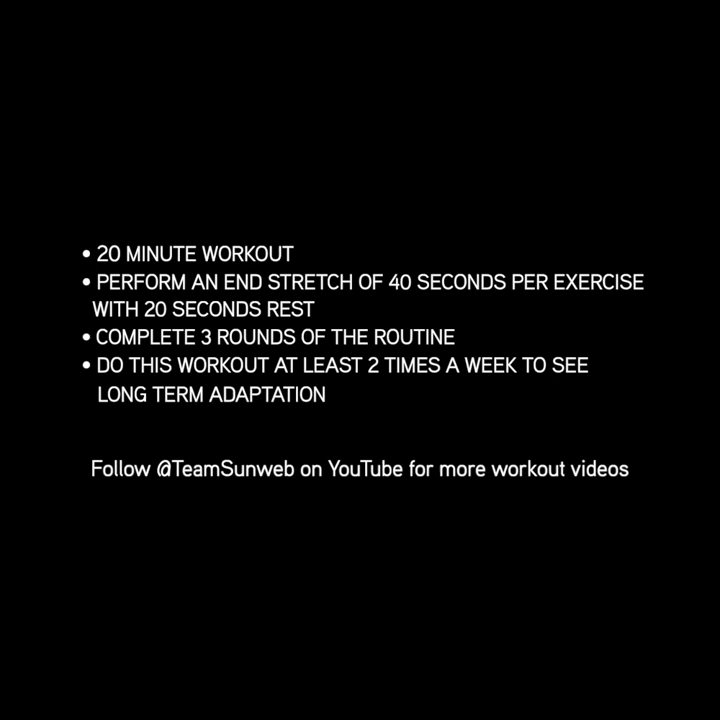 • 20 MINUTE WORKOUT
• PERFORM AN END STRETCH OF 40 SECONDS PER EXERCISE
WITH 20 SECONDS REST
• COMPLETE 3 ROUNDS OF THE ROUTINE
• DO THIS WORKOUT AT LEAST 2 TIMES A WEEK TO SEE
LONG TERM ADAPTATION
Follow @TeamSunweb on YouTube for more workout videos